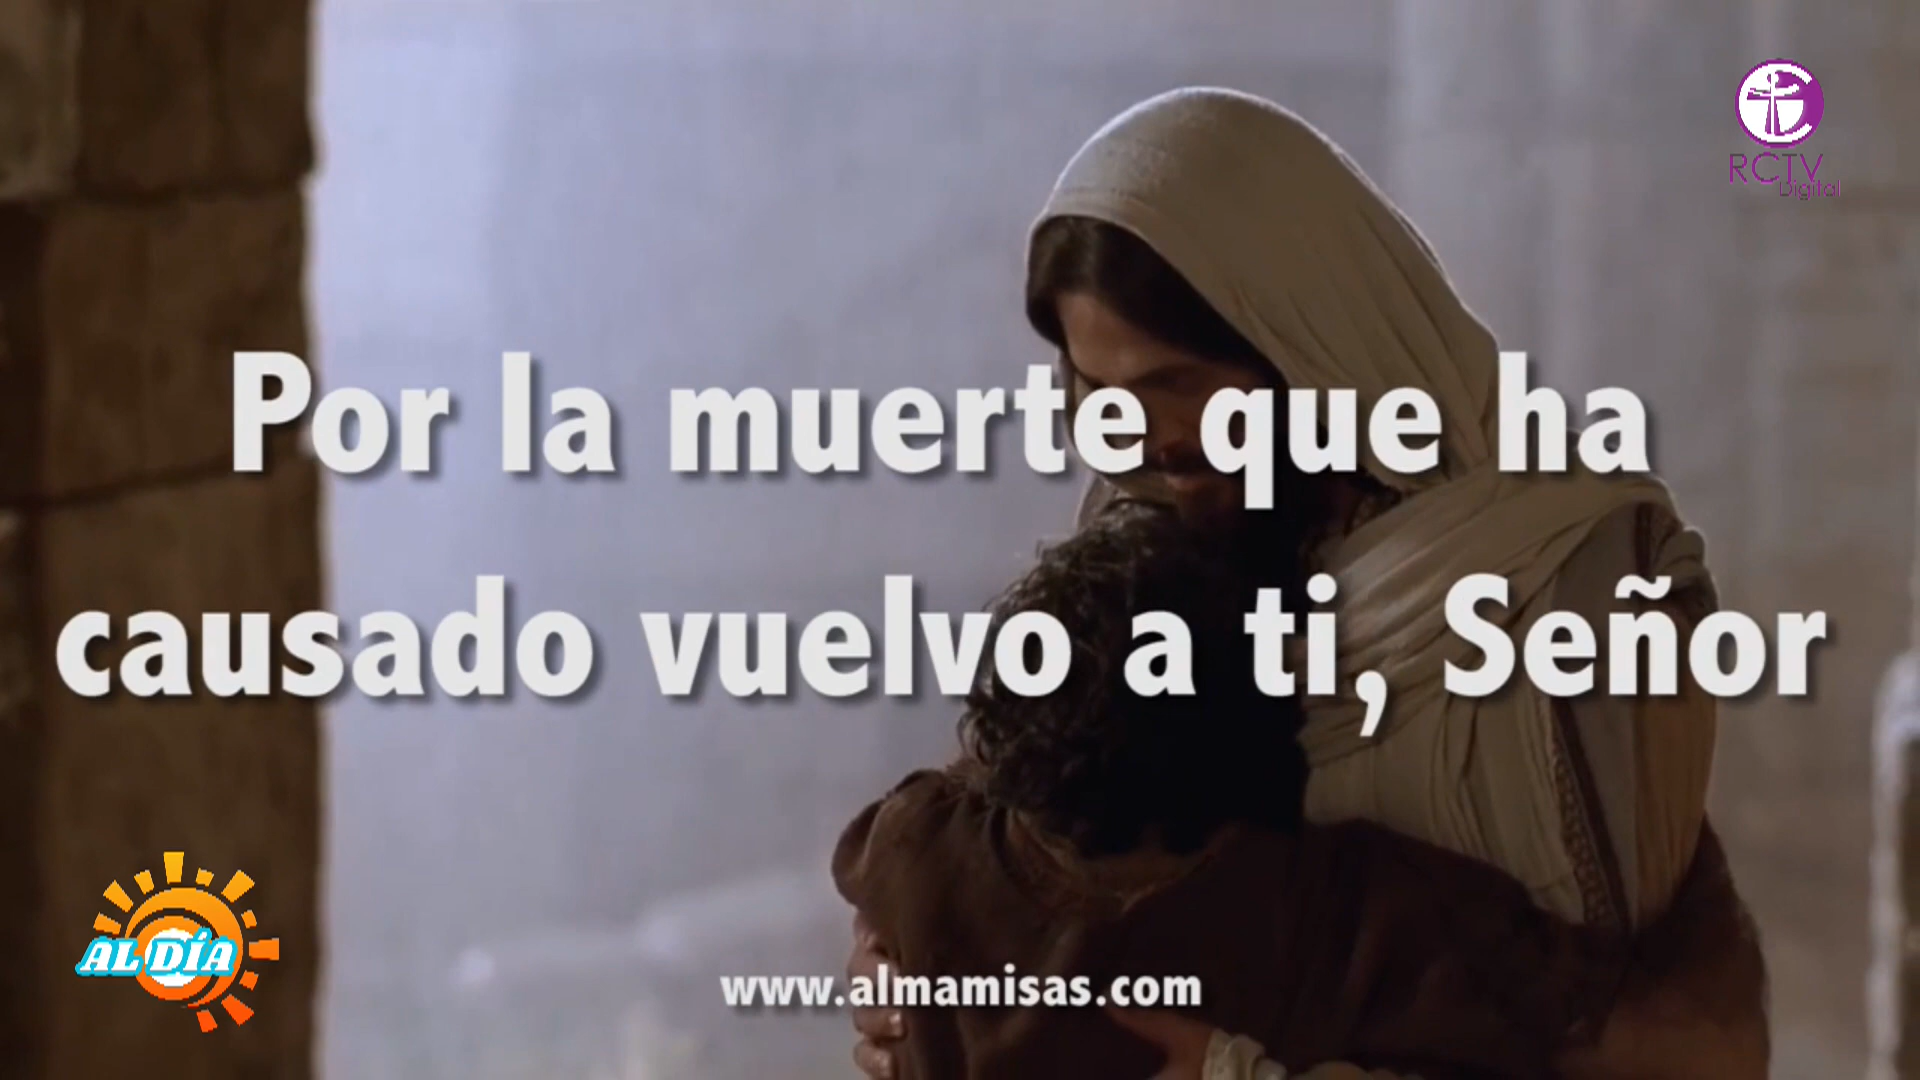 RCTV
Digital
Por la muerte que ha
causado vuelvo a ti, Señor
AL DÍA
www.almamisas.com